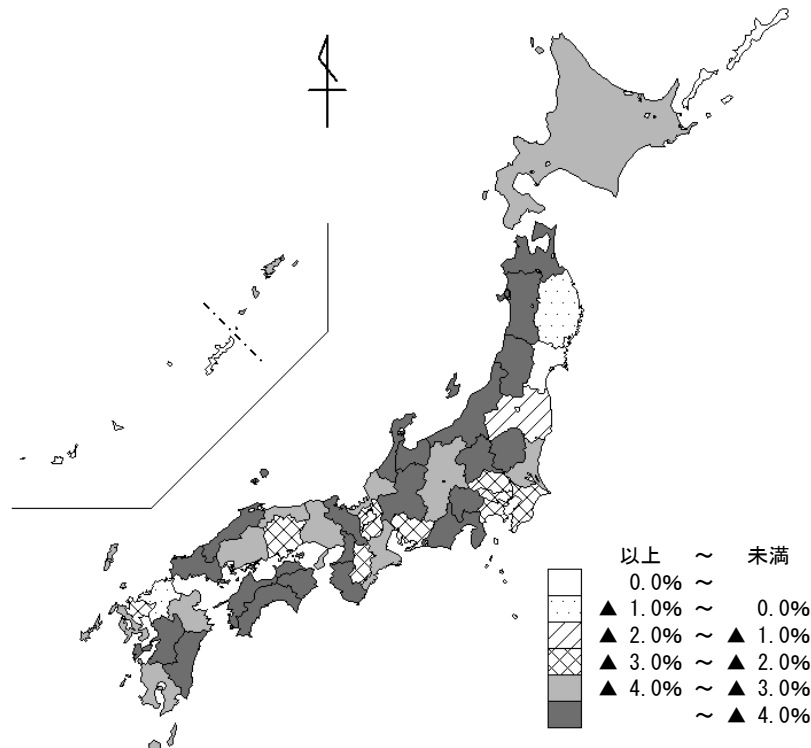 以上 ～ 未満
0.0% ～
▲ 1.0% ～ 0.0%
▲ 2.0% ～ ▲ 1.0%
▲ 3.0% ～ ▲ 2.0%
▲ 4.0% ～ ▲ 3.0%
～ ▲ 4.0%